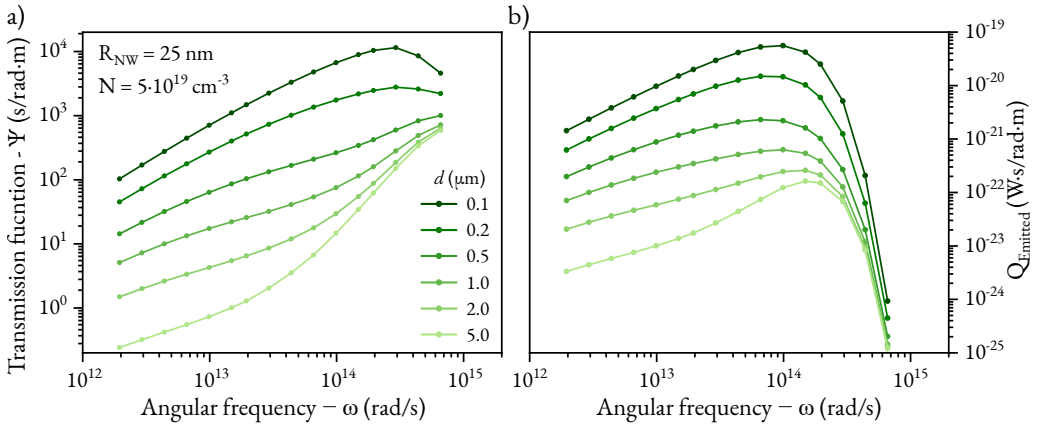 a)
b)
R_NW = 25 nm
N = 5·10^19 cm^-3
Transmission fucntion - Ψ (s/rad·m)
10^4
10^3
10^2
10^1
10^0
d (μm)
0.1
0.2
0.5
1.0
2.0
5.0
10^12
10^13
10^14
10^15
Angular frequency – ω (rad/s)
10^-19
10^-20
10^-21
10^-22
10^-23
10^-24
10^-25
Q_Emitted (W·s/rad·m)
10^12
10^13
10^14
10^15
Angular frequency – ω (rad/s)